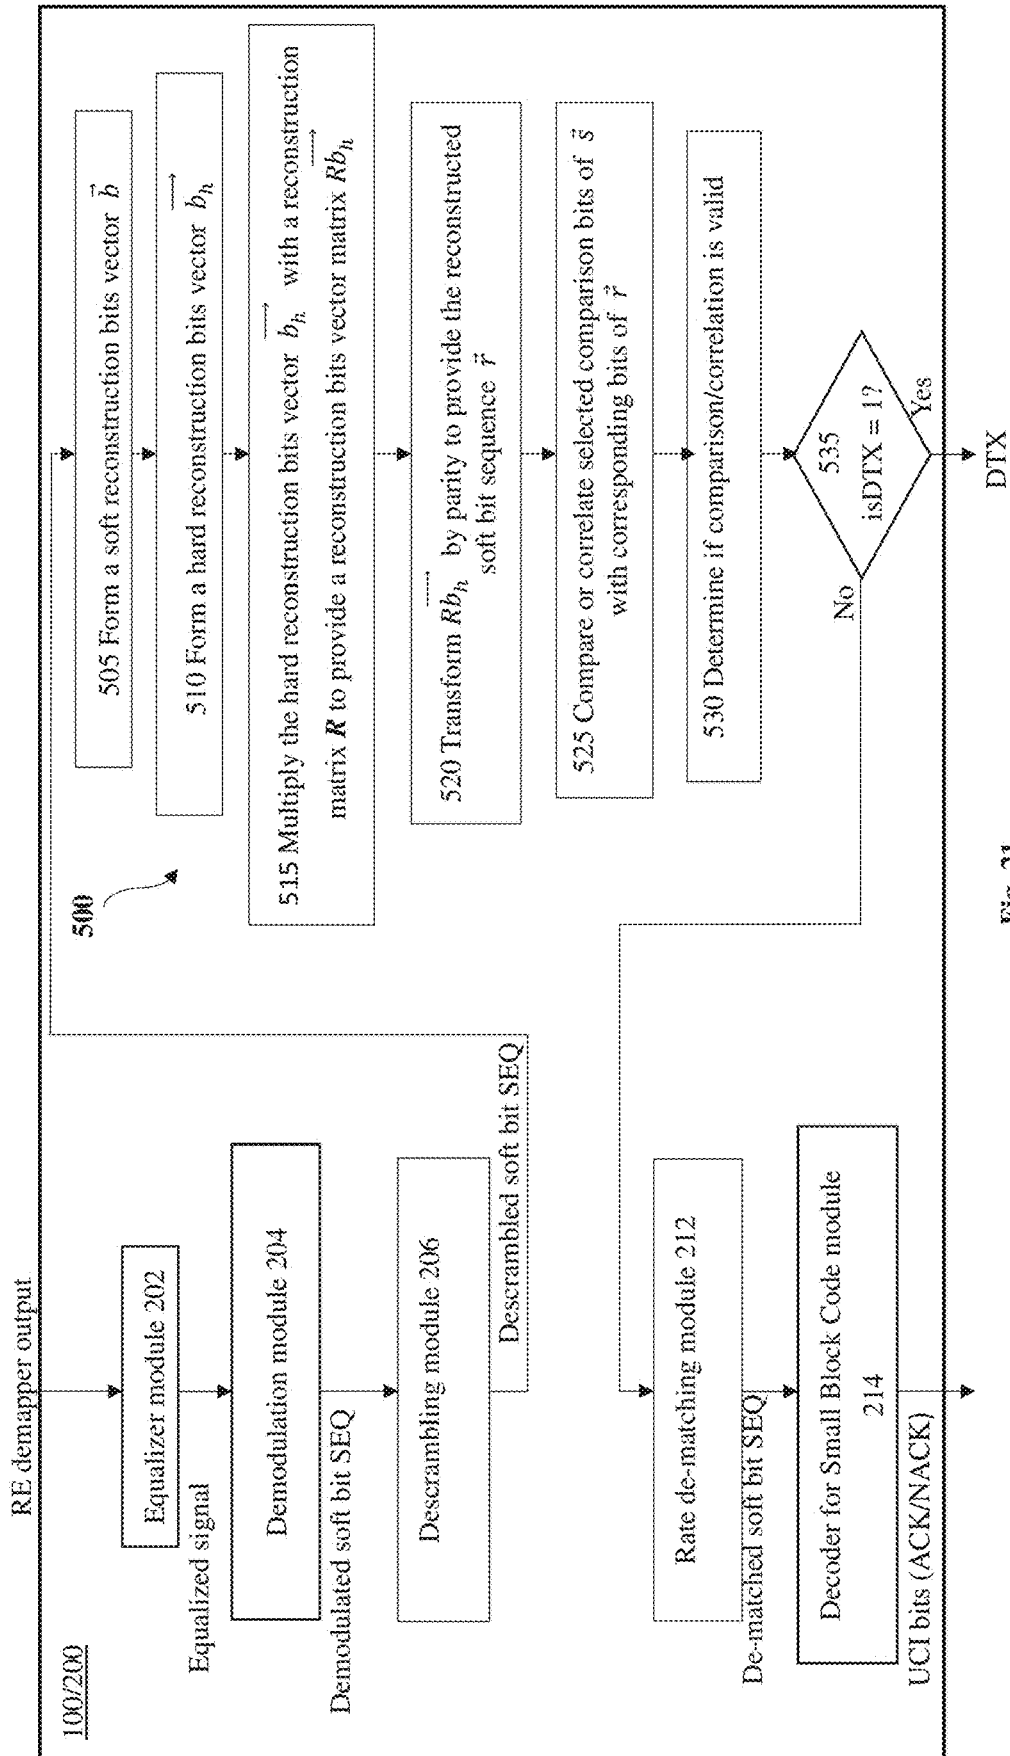 100/200
RE demapper output
Equalizer module 202
Equalized signal
Demodulation module 204
Demodulated soft bit SEQ
Descrambling module 206
Descrambled soft bit SEQ
Rate de-matching module 212
De-matched soft bit SEQ
Decoder for Small Block Code module
214
UCI bits (ACK/NACK)
500
505 Form a soft reconstruction bits vector b⃗
510 Form a hard reconstruction bits vector b_h⃗
515 Multiply the hard reconstruction bits vector b_h⃗ with a reconstruction
matrix R to provide a reconstruction bits vector matrix Rb_h⃗
520 Transform Rb_h⃗ by parity to provide the reconstructed
soft bit sequence r⃗
525 Compare or correlate selected comparison bits of s⃗
with corresponding bits of r⃗
530 Determine if comparison/correlation is valid
535
isDTX = 1?
No
Yes
DTX